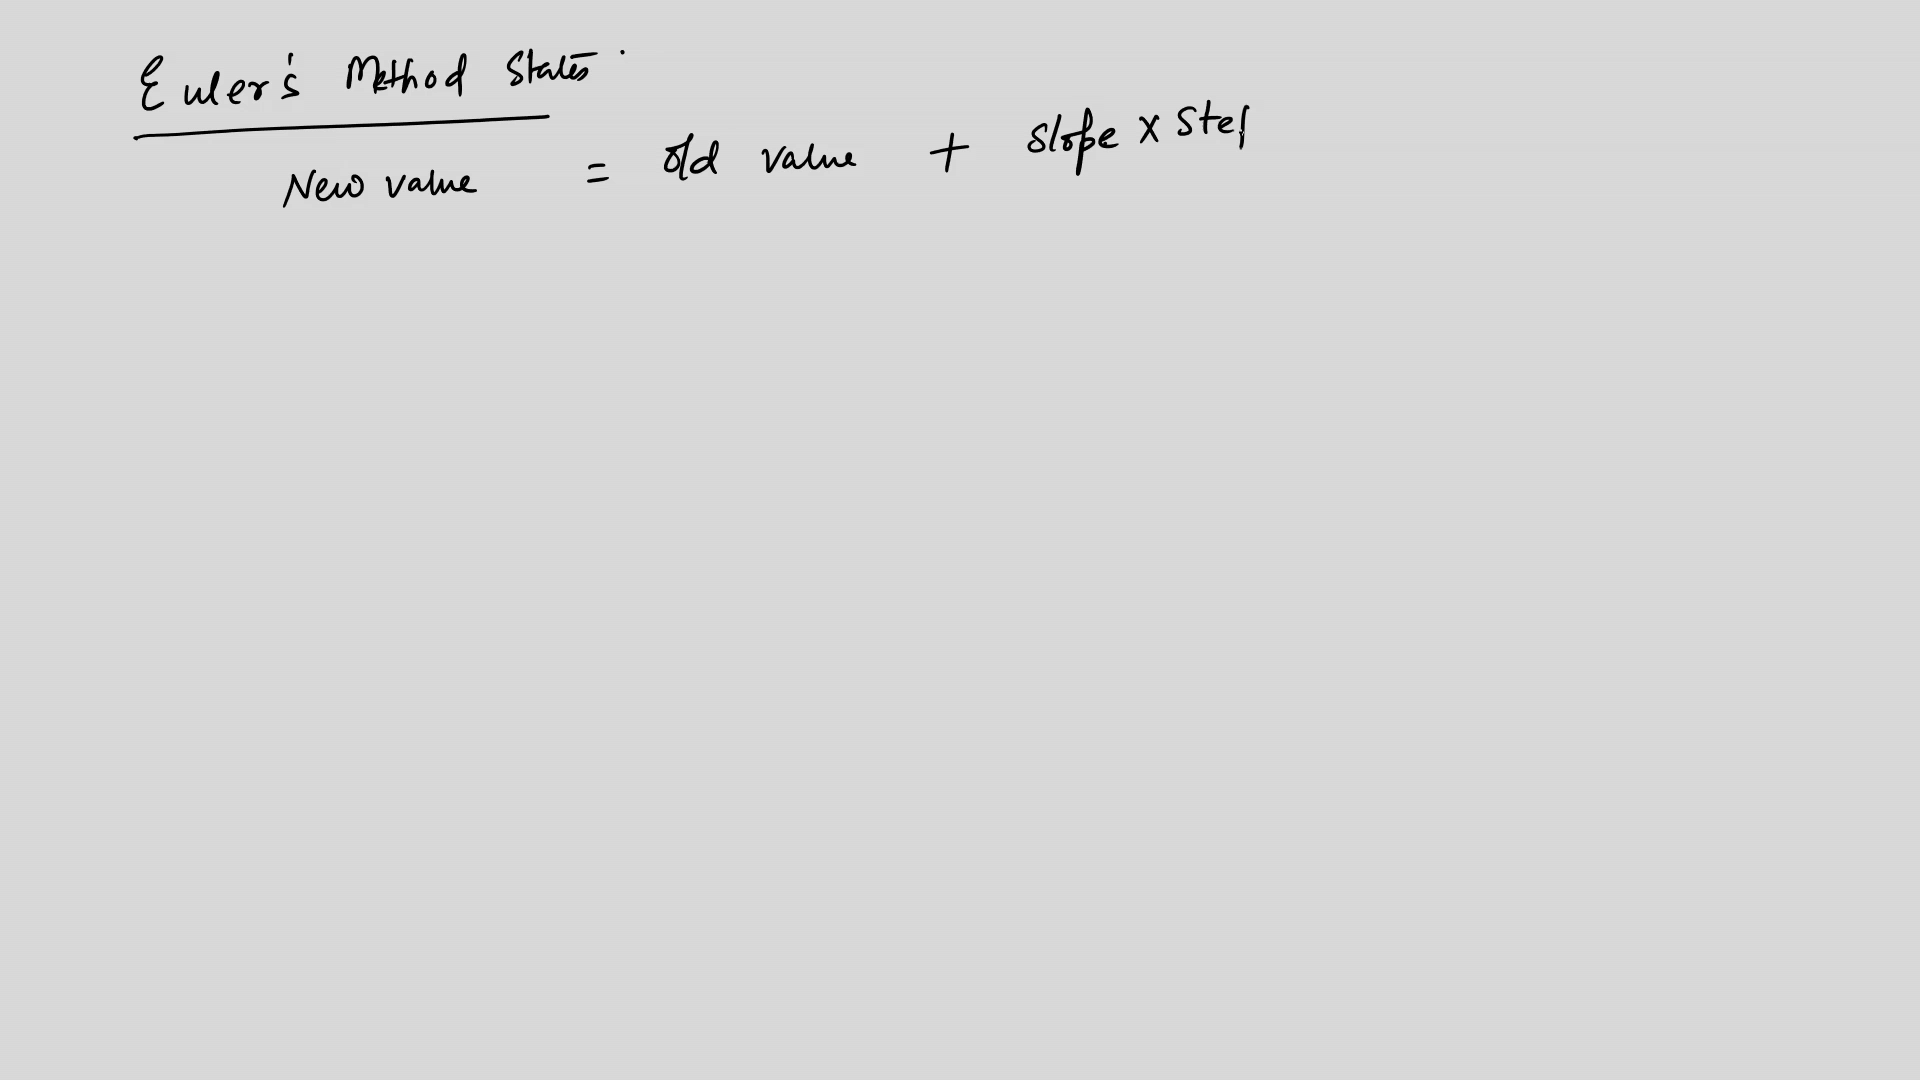 Euler's Method States
New value = old value + slope x Step